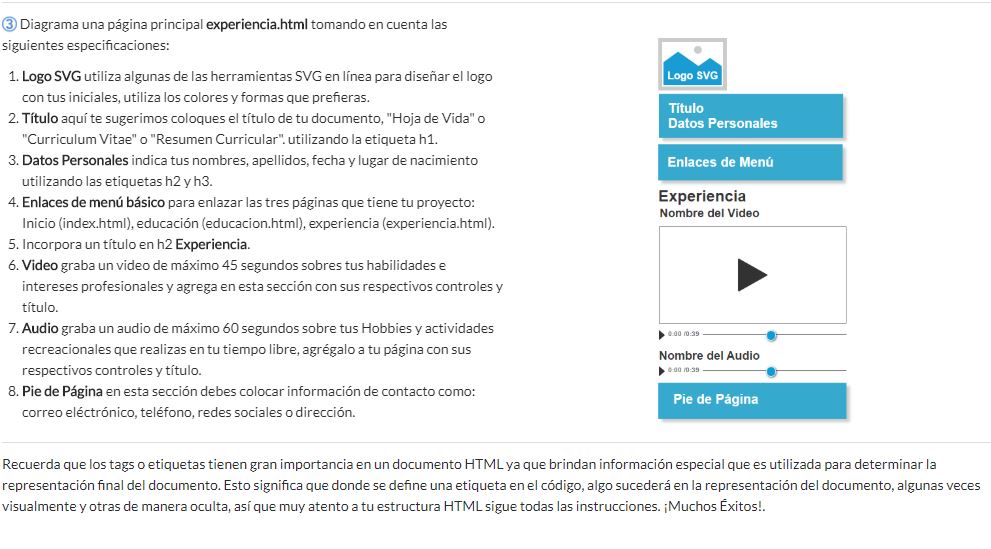 3 Diagrama una página principal experiencia.html tomando en cuenta las
siguientes especificaciones:
1. Logo SVG utiliza algunas de las herramientas SVG en línea para diseñar el logo
con tus iniciales, utiliza los colores y formas que prefieras.
2. Título aquí te sugerimos coloques el título de tu documento, "Hoja de Vida" o
"Curriculum Vitae" o "Resumen Curricular". utilizando la etiqueta h1.
3. Datos Personales indica tus nombres, apellidos, fecha y lugar de nacimiento
utilizando las etiquetas h2 y h3.
4. Enlaces de menú básico para enlazar las tres páginas que tiene tu proyecto:
Inicio (index.html), educación (educacion.html), experiencia (experiencia.html).
5. Incorpora un título en h2 Experiencia.
6. Video graba un video de máximo 45 segundos sobres tus habilidades e
intereses profesionales y agrega en esta sección con sus respectivos controles y
título.
7. Audio graba un audio de máximo 60 segundos sobre tus Hobbies y actividades
recreacionales que realizas en tu tiempo libre, agrégalo a tu página con sus
respectivos controles y título.
8. Pie de Página en esta sección debes colocar información de contacto como:
correo eléctrónico, teléfono, redes sociales o dirección.
Logo SVG
Título
Datos Personales
Enlaces de Menú
Experiencia
Nombre del Video
0:00 /0:39
Nombre del Audio
0:00 /0:39
Pie de Página
Recuerda que los tags o etiquetas tienen gran importancia en un documento HTML ya que brindan información especial que es utilizada para determinar la
representación final del documento. Esto significa que donde se define una etiqueta en el código, algo sucederá en la representación del documento, algunas veces
visualmente y otras de manera oculta, así que muy atento a tu estructura HTML sigue todas las instrucciones. ¡Muchos Éxitos!.